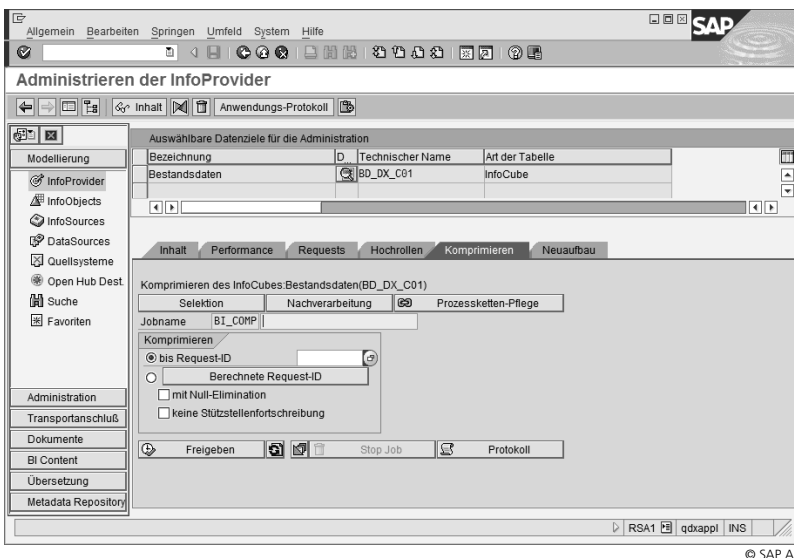 Allgemein Bearbeiten Springen Umfeld System Hilfe
SAP
Administrieren der InfoProvider
Inhalt Anwendungs-Protokoll
Auswählbare Datenziele für die Administration
Modellierung
Bezeichnung D... Technischer Name Art der Tabelle
Bestandsdaten BD_DX_C01 InfoCube
InfoProvider
InfoObjects
InfoSources
DataSources
Quellsysteme
Open Hub Dest.
Suche
Favoriten
Administration
Transportanschluß
Dokumente
BI Content
Übersetzung
Metadata Repository
Inhalt Performance Requests Hochrollen Komprimieren Neuaufbau
Komprimieren des InfoCubes:Bestandsdaten(BD_DX_C01)
Selektion Nachverarbeitung Prozessketten-Pflege
Jobname BI_COMP
Komprimieren
bis Request-ID
Berechnete Request-ID
mit Null-Elimination
keine Stützstellenfortschreibung
Freigeben Stop Job Protokoll
RSA1 qdxappl INS
© SAP A